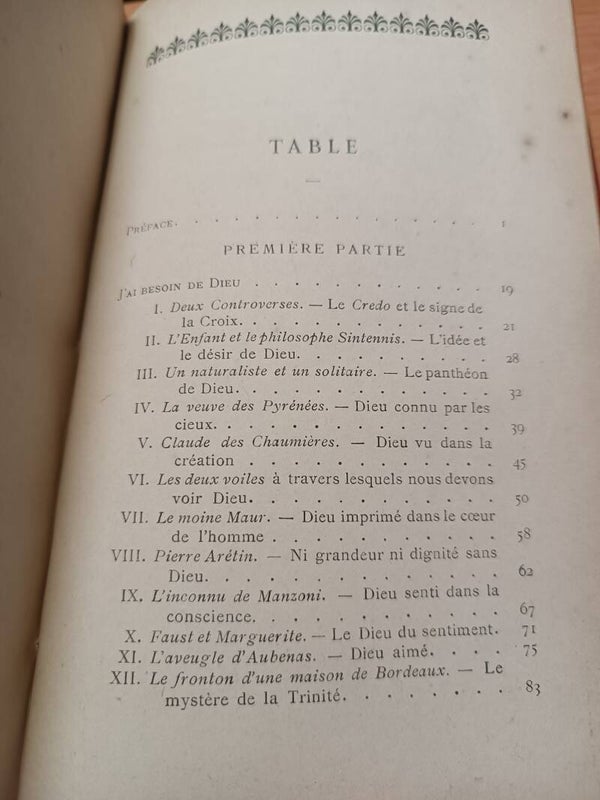 TABLE
PRÉFACE. . . . . . . . . . . . . . 1
PREMIÈRE PARTIE
J'AI BESOIN DE DIEU . . . . . . . . . . . 19
I. Deux Controverses. — Le Credo et le signe de
la Croix. . . . . . . . . . . . . 21
II. L'Enfant et le philosophe Sintennis. — L'idée et
le désir de Dieu. . . . . . . . . . 28
III. Un naturaliste et un solitaire. — Le panthéon
de Dieu. . . . . . . . . . . . . 32
IV. La veuve des Pyrénées. — Dieu connu par les
cieux. . . . . . . . . . . . . . 39
V. Claude des Chaumières. — Dieu vu dans la
création . . . . . . . . . . . . 45
VI. Les deux voiles à travers lesquels nous devons
voir Dieu. . . . . . . . . . . . 50
VII. Le moine Maur. — Dieu imprimé dans le cœur
de l'homme . . . . . . . . . . . 58
VIII. Pierre Arétin. — Ni grandeur ni dignité sans
Dieu. . . . . . . . . . . . . . 62
IX. L'inconnu de Manzoni. — Dieu senti dans la
conscience. . . . . . . . . . . . 67
X. Faust et Marguerite. — Le Dieu du sentiment. 71
XI. L'aveugle d'Aubenas. — Dieu aimé. . . . 75
XII. Le fronton d'une maison de Bordeaux. — Le
mystère de la Trinité. . . . . . . . 83